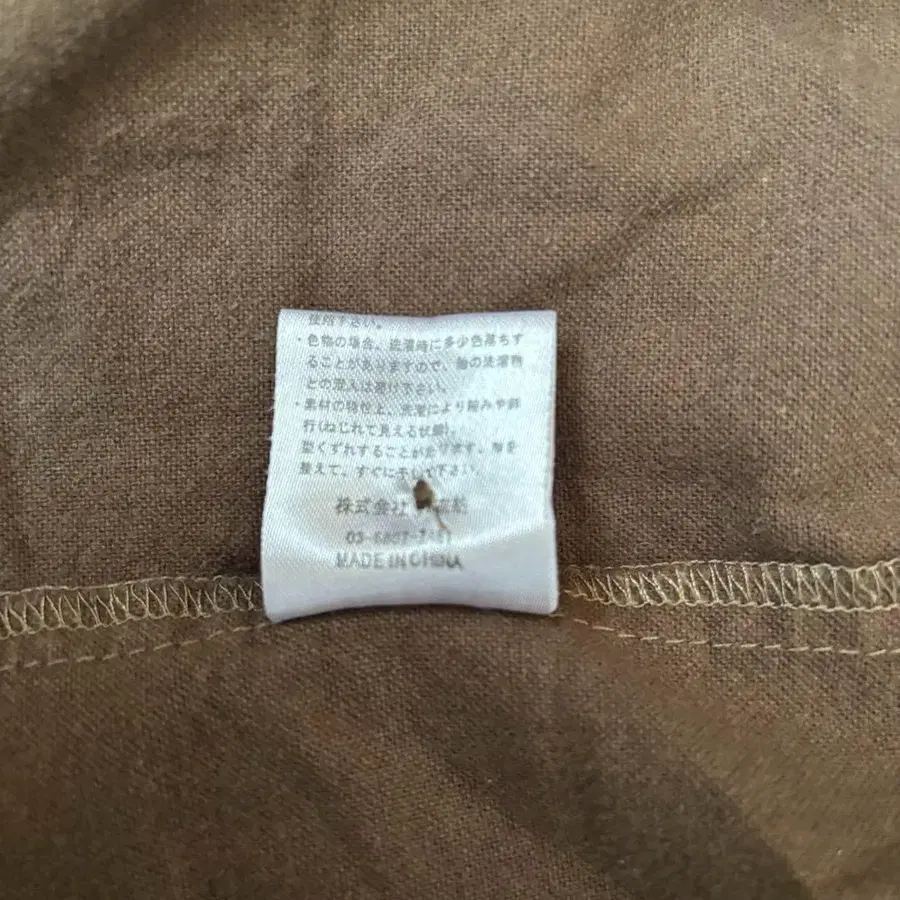 使用下さい。
・色物の場合、洗濯時に多少色落ちす
ることがありますので、他の洗濯物
との混入は避け下さい。
・素材の特性上、洗濯により縮みや斜
行(ねじれて見える状態)、
型くずれすることがあります。形を
整えて、すぐに干して下さい。
株式会社
MADE IN CHINA